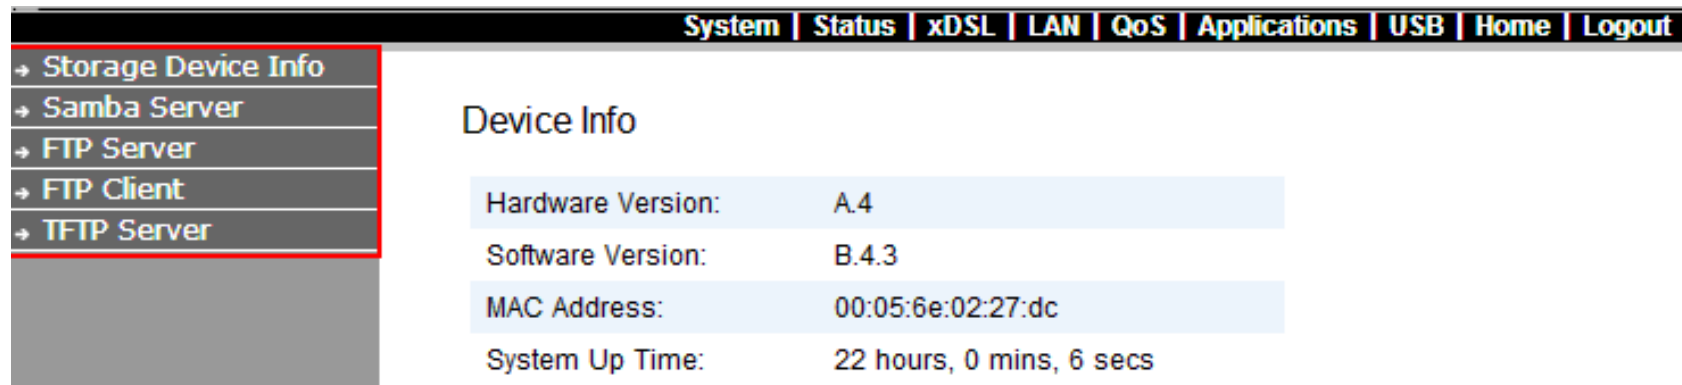 System | Status | xDSL | LAN | QoS | Applications | USB | Home | Logout
Storage Device Info
Samba Server
FTP Server
FTP Client
TFTP Server
Device Info
Hardware Version: A.4
Software Version: B.4.3
MAC Address: 00:05:6e:02:27:dc
System Up Time: 22 hours, 0 mins, 6 secs